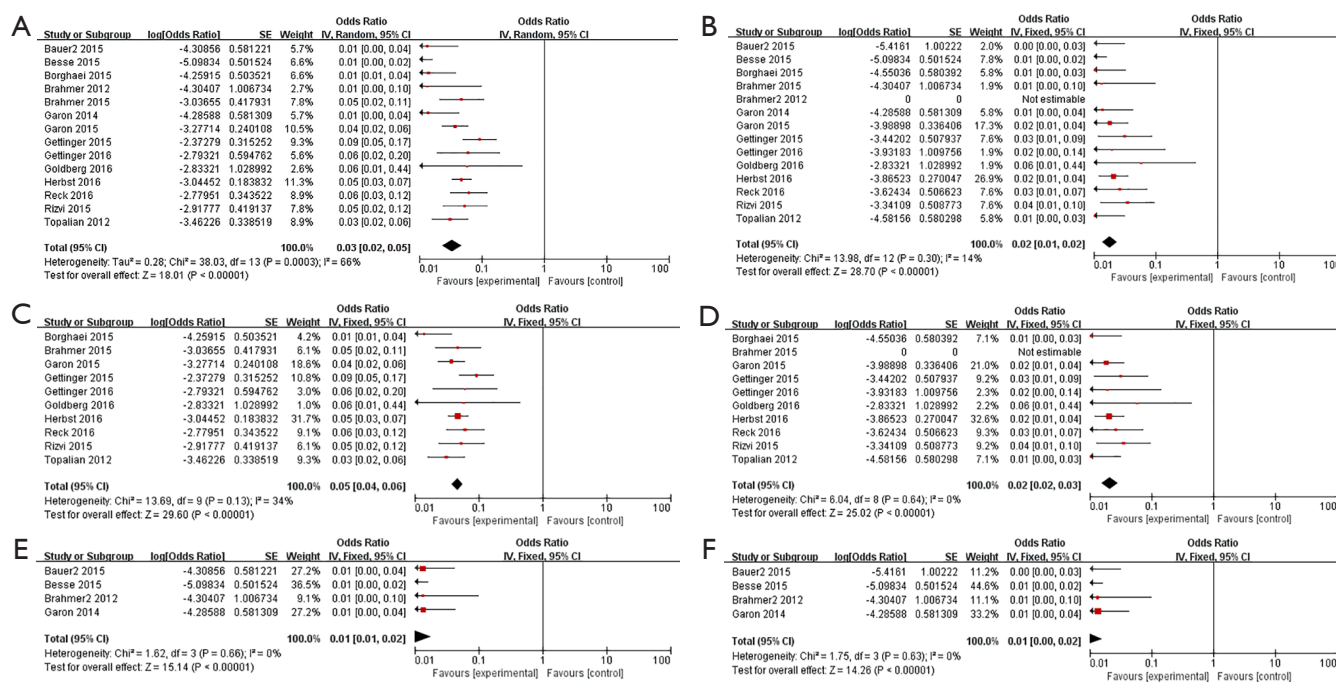 A
Odds Ratio Odds Ratio
Study or Subgroup log[Odds Ratio] SE Weight IV, Random, 95% CI IV, Random, 95% CI
Bauer2 2015 -4.30856 0.581221 5.7% 0.01 [0.00, 0.04]
Besse 2015 -5.09834 0.501524 6.6% 0.01 [0.00, 0.02]
Borghaei 2015 -4.25915 0.503521 6.6% 0.01 [0.01, 0.04]
Brahmer 2012 -4.30407 1.006734 2.7% 0.01 [0.00, 0.10]
Brahmer 2015 -3.03655 0.417931 7.8% 0.05 [0.02, 0.11]
Garon 2014 -4.28588 0.581309 5.7% 0.01 [0.00, 0.04]
Garon 2015 -3.27714 0.240108 10.5% 0.04 [0.02, 0.06]
Gettinger 2015 -2.37279 0.315252 9.3% 0.09 [0.05, 0.17]
Gettinger 2016 -2.79321 0.594762 5.6% 0.06 [0.02, 0.20]
Goldberg 2016 -2.83321 1.028992 2.6% 0.06 [0.01, 0.44]
Herbst 2016 -3.04452 0.183832 11.3% 0.05 [0.03, 0.07]
Reck 2016 -2.77951 0.343522 8.9% 0.06 [0.03, 0.12]
Rizvi 2015 -2.91777 0.419137 7.8% 0.05 [0.02, 0.12]
Topalian 2012 -3.46226 0.338519 8.9% 0.03 [0.02, 0.06]
Total (95% CI) 100.0% 0.03 [0.02, 0.05]
Heterogeneity: Tau² = 0.28; Chi² = 38.03, df = 13 (P = 0.0003); I² = 66%
Test for overall effect: Z = 18.01 (P < 0.00001)
0.01 0.1 1 10 100
Favours [experimental] Favours [control]
B
Odds Ratio Odds Ratio
Study or Subgroup log[Odds Ratio] SE Weight IV, Fixed, 95% CI IV, Fixed, 95% CI
Bauer2 2015 -5.4161 1.00222 2.0% 0.00 [0.00, 0.03]
Besse 2015 -5.09834 0.501524 7.8% 0.01 [0.00, 0.02]
Borghaei 2015 -4.55036 0.580392 5.8% 0.01 [0.00, 0.03]
Brahmer 2015 -4.30407 1.006734 1.9% 0.01 [0.00, 0.10]
Brahmer2 2012 0 0 Not estimable
Garon 2014 -4.28588 0.581309 5.8% 0.01 [0.00, 0.04]
Garon 2015 -3.98898 0.336406 17.3% 0.02 [0.01, 0.04]
Gettinger 2015 -3.44202 0.507937 7.6% 0.03 [0.01, 0.09]
Gettinger 2016 -3.93183 1.009756 1.9% 0.02 [0.00, 0.14]
Goldberg 2016 -2.83321 1.028992 1.9% 0.06 [0.01, 0.44]
Herbst 2016 -3.86523 0.270047 26.9% 0.02 [0.01, 0.04]
Reck 2016 -3.62434 0.506623 7.6% 0.03 [0.01, 0.07]
Rizvi 2015 -3.34109 0.508773 7.6% 0.04 [0.01, 0.10]
Topalian 2012 -4.58156 0.580298 5.8% 0.01 [0.00, 0.03]
Total (95% CI) 100.0% 0.02 [0.01, 0.02]
Heterogeneity: Chi² = 13.98, df = 12 (P = 0.30); I² = 14%
Test for overall effect: Z = 28.70 (P < 0.00001)
0.01 0.1 1 10 100
Favours [experimental] Favours [control]
C
Odds Ratio Odds Ratio
Study or Subgroup log[Odds Ratio] SE Weight IV, Fixed, 95% CI IV, Fixed, 95% CI
Borghaei 2015 -4.25915 0.503521 4.2% 0.01 [0.01, 0.04]
Brahmer 2015 -3.03655 0.417931 6.1% 0.05 [0.02, 0.11]
Garon 2015 -3.27714 0.240108 18.6% 0.04 [0.02, 0.06]
Gettinger 2015 -2.37279 0.315252 10.8% 0.09 [0.05, 0.17]
Gettinger 2016 -2.79321 0.594762 3.0% 0.06 [0.02, 0.20]
Goldberg 2016 -2.83321 1.028992 1.0% 0.06 [0.01, 0.44]
Herbst 2016 -3.04452 0.183832 31.7% 0.05 [0.03, 0.07]
Reck 2016 -2.77951 0.343522 9.1% 0.06 [0.03, 0.12]
Rizvi 2015 -2.91777 0.419137 6.1% 0.05 [0.02, 0.12]
Topalian 2012 -3.46226 0.338519 9.3% 0.03 [0.02, 0.06]
Total (95% CI) 100.0% 0.05 [0.04, 0.06]
Heterogeneity: Chi² = 13.69, df = 9 (P = 0.13); I² = 34%
Test for overall effect: Z = 29.60 (P < 0.00001)
0.01 0.1 1 10 100
Favours [experimental] Favours [control]
D
Odds Ratio Odds Ratio
Study or Subgroup log[Odds Ratio] SE Weight IV, Fixed, 95% CI IV, Fixed, 95% CI
Borghaei 2015 -4.55036 0.580392 7.1% 0.01 [0.00, 0.03]
Brahmer 2015 0 0 Not estimable
Garon 2015 -3.98898 0.336406 21.0% 0.02 [0.01, 0.04]
Gettinger 2015 -3.44202 0.507937 9.2% 0.03 [0.01, 0.09]
Gettinger 2016 -3.93183 1.009756 2.3% 0.02 [0.00, 0.14]
Goldberg 2016 -2.83321 1.028992 2.2% 0.06 [0.01, 0.44]
Herbst 2016 -3.86523 0.270047 32.6% 0.02 [0.01, 0.04]
Reck 2016 -3.62434 0.506623 9.3% 0.03 [0.01, 0.07]
Rizvi 2015 -3.34109 0.508773 9.2% 0.04 [0.01, 0.10]
Topalian 2012 -4.58156 0.580298 7.1% 0.01 [0.00, 0.03]
Total (95% CI) 100.0% 0.02 [0.02, 0.03]
Heterogeneity: Chi² = 6.04, df = 8 (P = 0.64); I² = 0%
Test for overall effect: Z = 25.02 (P < 0.00001)
0.01 0.1 1 10 100
Favours [experimental] Favours [control]
E
Odds Ratio Odds Ratio
Study or Subgroup log[Odds Ratio] SE Weight IV, Fixed, 95% CI IV, Fixed, 95% CI
Bauer2 2015 -4.30856 0.581221 27.2% 0.01 [0.00, 0.04]
Besse 2015 -5.09834 0.501524 36.5% 0.01 [0.00, 0.02]
Brahmer2 2012 -4.30407 1.006734 9.1% 0.01 [0.00, 0.10]
Garon 2014 -4.28588 0.581309 27.2% 0.01 [0.00, 0.04]
Total (95% CI) 100.0% 0.01 [0.01, 0.02]
Heterogeneity: Chi² = 1.62, df = 3 (P = 0.66); I² = 0%
Test for overall effect: Z = 15.14 (P < 0.00001)
0.01 0.1 1 10 100
Favours [experimental] Favours [control]
F
Odds Ratio Odds Ratio
Study or Subgroup log[Odds Ratio] SE Weight IV, Fixed, 95% CI IV, Fixed, 95% CI
Bauer2 2015 -5.4161 1.00222 11.2% 0.00 [0.00, 0.03]
Besse 2015 -5.09834 0.501524 44.6% 0.01 [0.00, 0.02]
Brahmer2 2012 -4.30407 1.006734 11.1% 0.01 [0.00, 0.10]
Garon 2014 -4.28588 0.581309 33.2% 0.01 [0.00, 0.04]
Total (95% CI) 100.0% 0.01 [0.00, 0.02]
Heterogeneity: Chi² = 1.75, df = 3 (P = 0.63); I² = 0%
Test for overall effect: Z = 14.26 (P < 0.00001)
0.01 0.1 1 10 100
Favours [experimental] Favours [control]